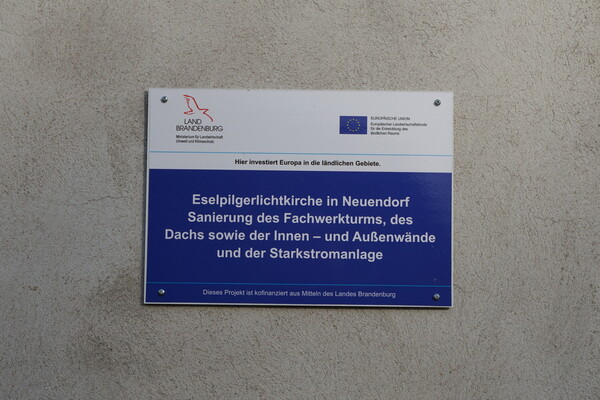 LAND
BRANDENBURG
Ministerium für Landwirtschaft
Umwelt und Klimaschutz
EUROPÄISCHE UNION
Europäischer Landwirtschaftsfonds
für die Entwicklung des
ländlichen Raums
Hier investiert Europa in die ländlichen Gebiete.
Eselpilgerlichtkirche in Neuendorf
Sanierung des Fachwerkturms, des
Dachs sowie der Innen – und Außenwände
und der Starkstromanlage
Dieses Projekt ist kofinanziert aus Mitteln des Landes Brandenburg